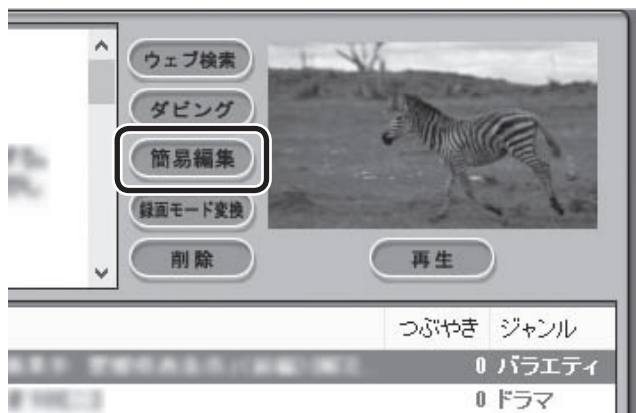 ウェブ検索
ダビング
簡易編集
録画モード変換
削除
再生
つぶやき ジャンル
0 バラエティ
0 ドラマ